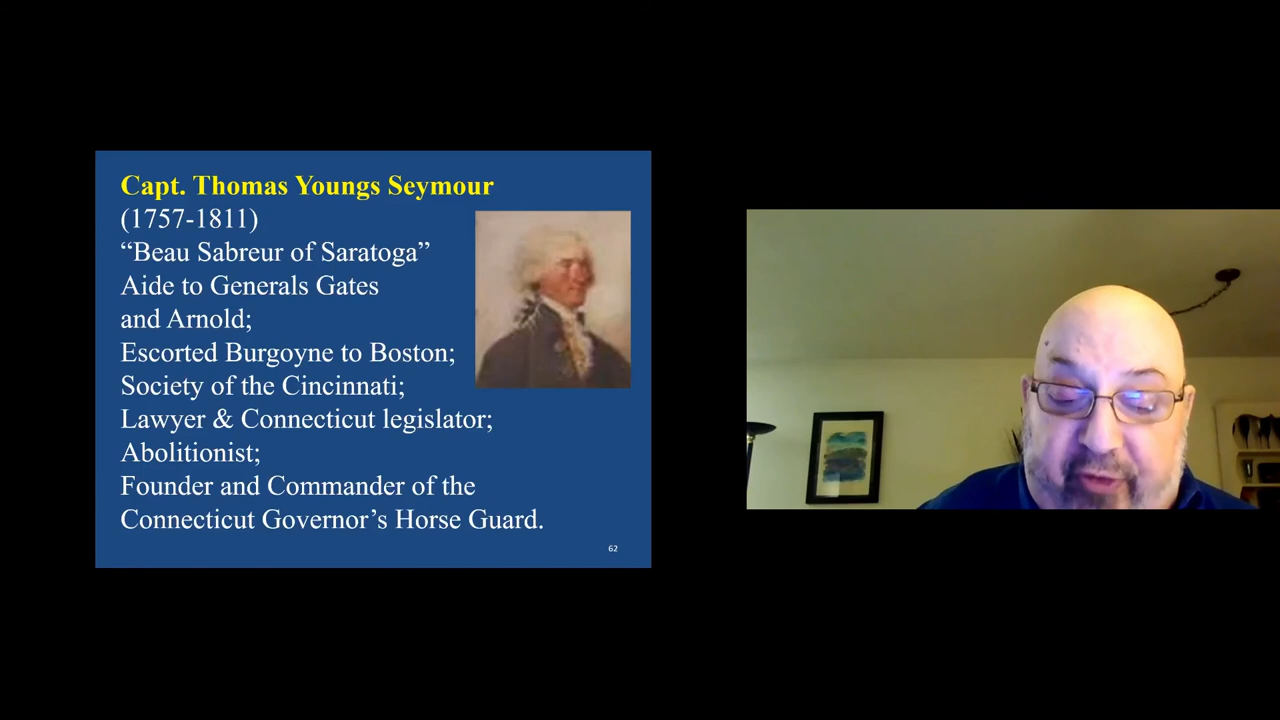 Capt. Thomas Youngs Seymour
(1757-1811)
“Beau Sabreur of Saratoga”
Aide to Generals Gates
and Arnold;
Escorted Burgoyne to Boston;
Society of the Cincinnati;
Lawyer & Connecticut legislator;
Abolitionist;
Founder and Commander of the
Connecticut Governor’s Horse Guard.
62